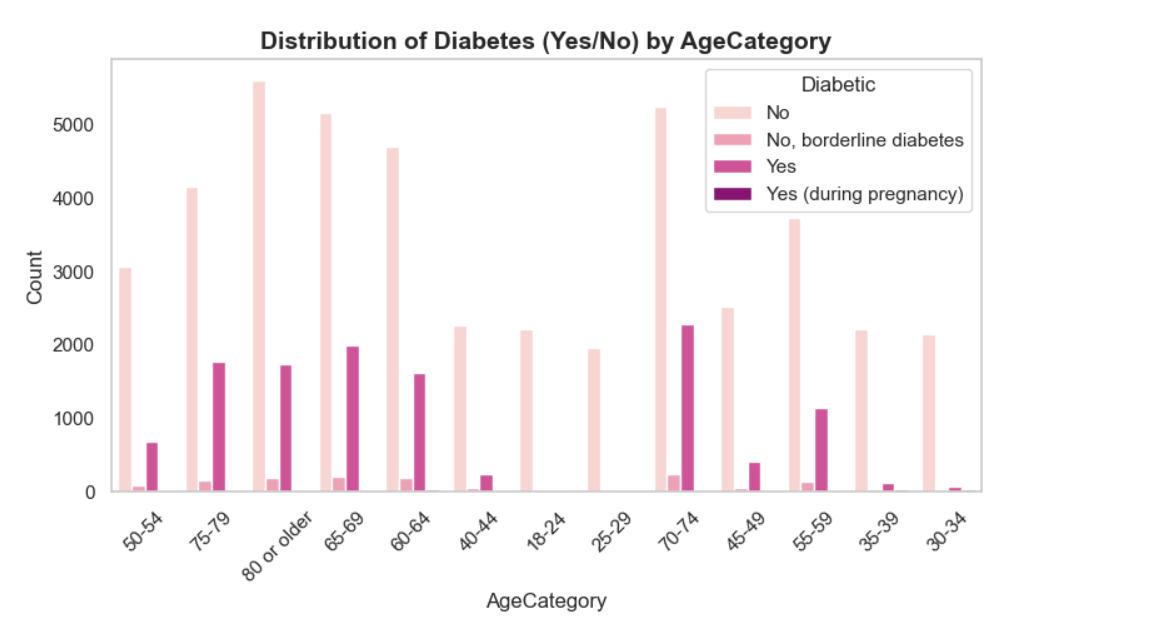 Distribution of Diabetes (Yes/No) by AgeCategory
Diabetic
No
No, borderline diabetes
Yes
Yes (during pregnancy)
Count
5000
4000
3000
2000
1000
0
50-54
75-79
80 or older
65-69
60-64
40-44
18-24
25-29
70-74
45-49
55-59
35-39
30-34
AgeCategory